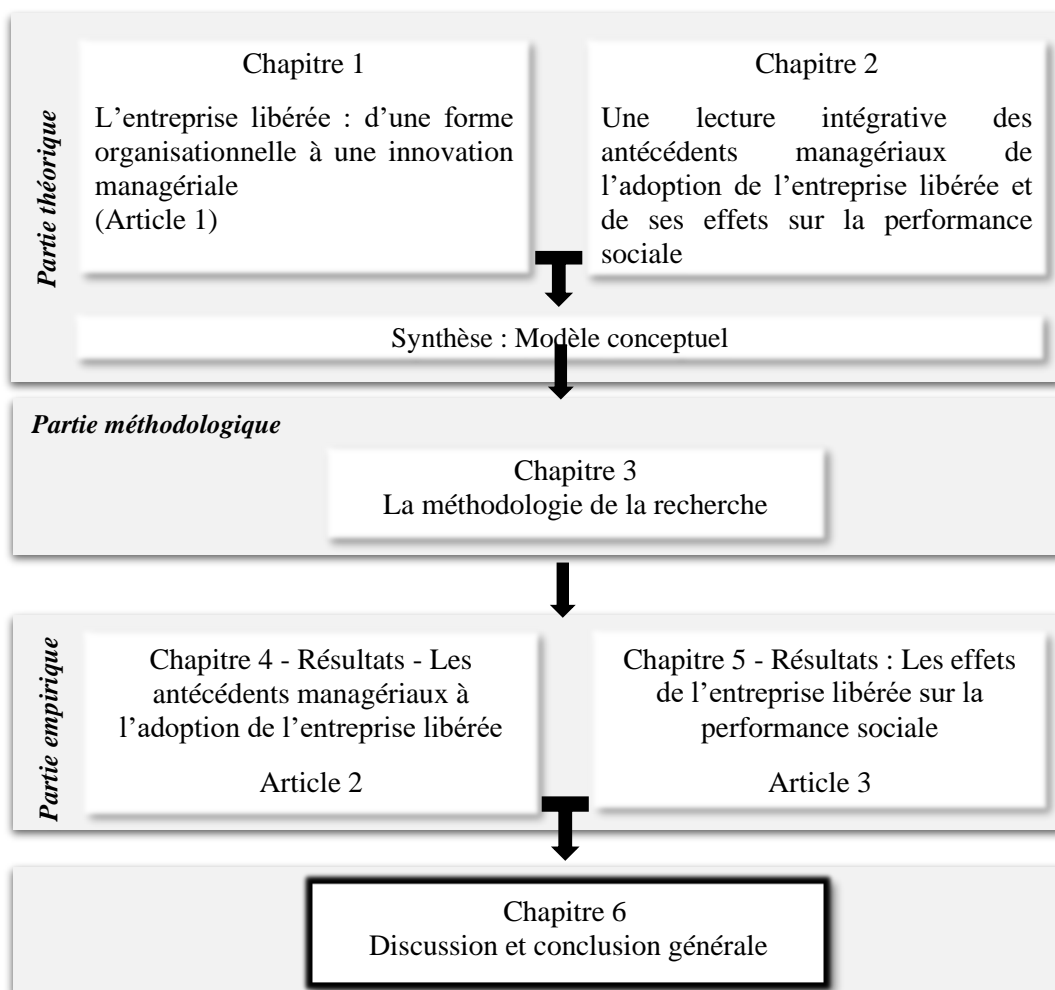 Partie théorique
Chapitre 1
L’entreprise libérée : d’une forme
organisationnelle à une innovation
managériale
(Article 1)
Chapitre 2
Une lecture intégrative des
antécédents managériaux de
l’adoption de l’entreprise libérée et
de ses effets sur la performance
sociale
Synthèse : Modèle conceptuel
Partie méthodologique
Chapitre 3
La méthodologie de la recherche
Partie empirique
Chapitre 4 - Résultats - Les
antécédents managériaux à
l’adoption de l’entreprise libérée
Article 2
Chapitre 5 - Résultats : Les effets
de l’entreprise libérée sur la
performance sociale
Article 3
Chapitre 6
Discussion et conclusion générale